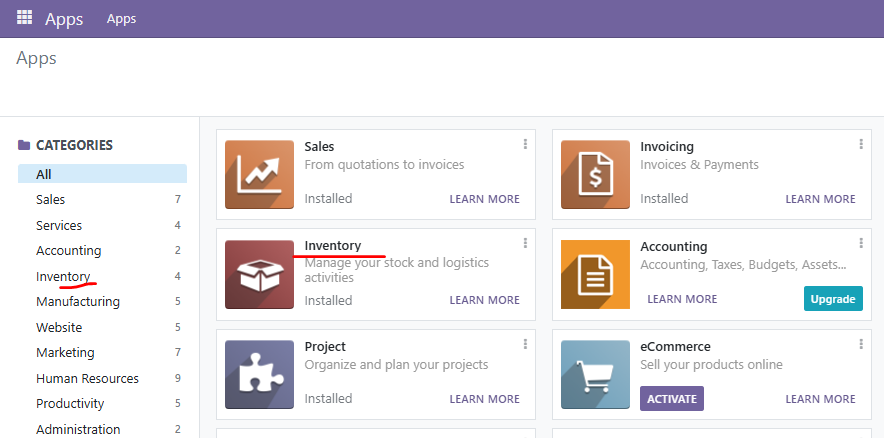 Apps Apps
Apps
CATEGORIES
All
Sales 7
Services 4
Accounting 2
Inventory 4
Manufacturing 5
Website 5
Marketing 7
Human Resources 9
Productivity 5
Administration 2
Sales
From quotations to invoices
Installed LEARN MORE
Invoicing
Invoices & Payments
Installed LEARN MORE
Inventory
Manage your stock and logistics
activities
Installed LEARN MORE
Accounting
Accounting, Taxes, Budgets, Assets...
LEARN MORE Upgrade
Project
Organize and plan your projects
Installed LEARN MORE
eCommerce
Sell your products online
ACTIVATE LEARN MORE